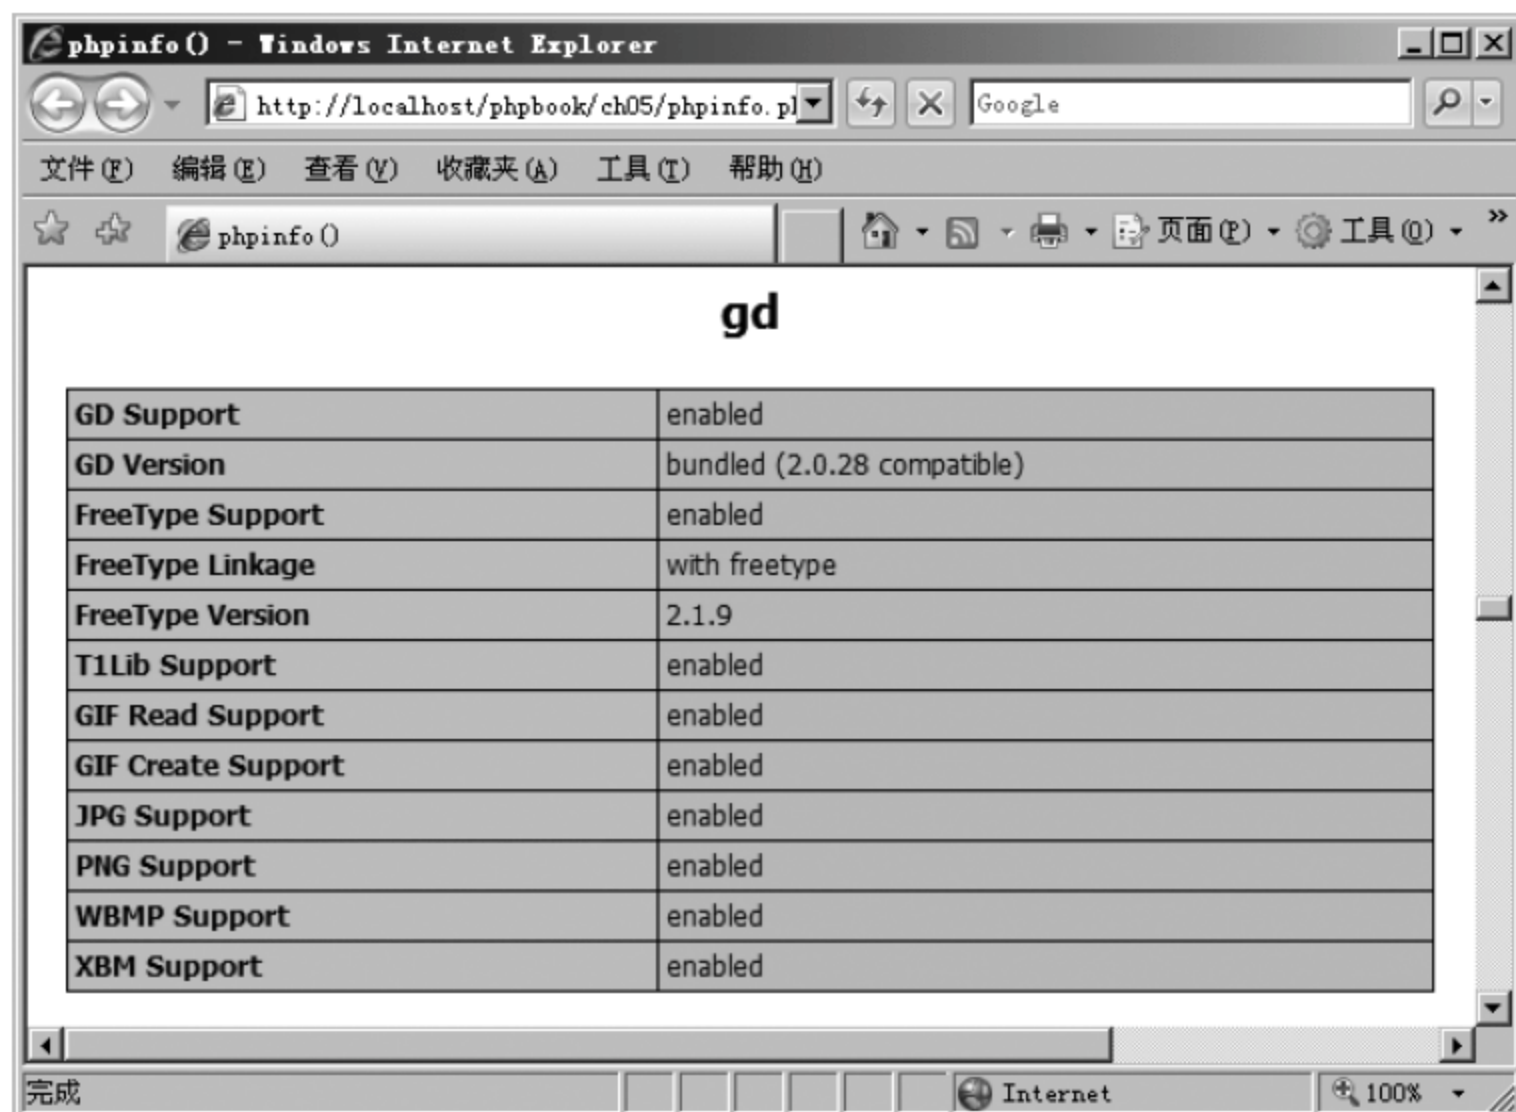 phpinfo() - Windows Internet Explorer
http://localhost/phpbook/ch05/phpinfo.pl
Google
文件(F) 编辑(E) 查看(V) 收藏夹(A) 工具(T) 帮助(H)
phpinfo() 页面(P) 工具(O) »
gd
GD Support enabled
GD Version bundled (2.0.28 compatible)
FreeType Support enabled
FreeType Linkage with freetype
FreeType Version 2.1.9
T1Lib Support enabled
GIF Read Support enabled
GIF Create Support enabled
JPG Support enabled
PNG Support enabled
WBMP Support enabled
XBM Support enabled
完成 Internet 100%